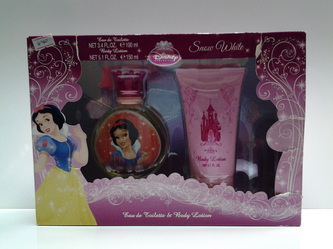 Eau de Toilette
NET 3.4 FL.OZ. ℮ 100 ml
Body Lotion
NET 5.1 FL.OZ. ℮ 150 ml
Disney
Snow White
Body Lotion
Eau de Toilette & Body Lotion